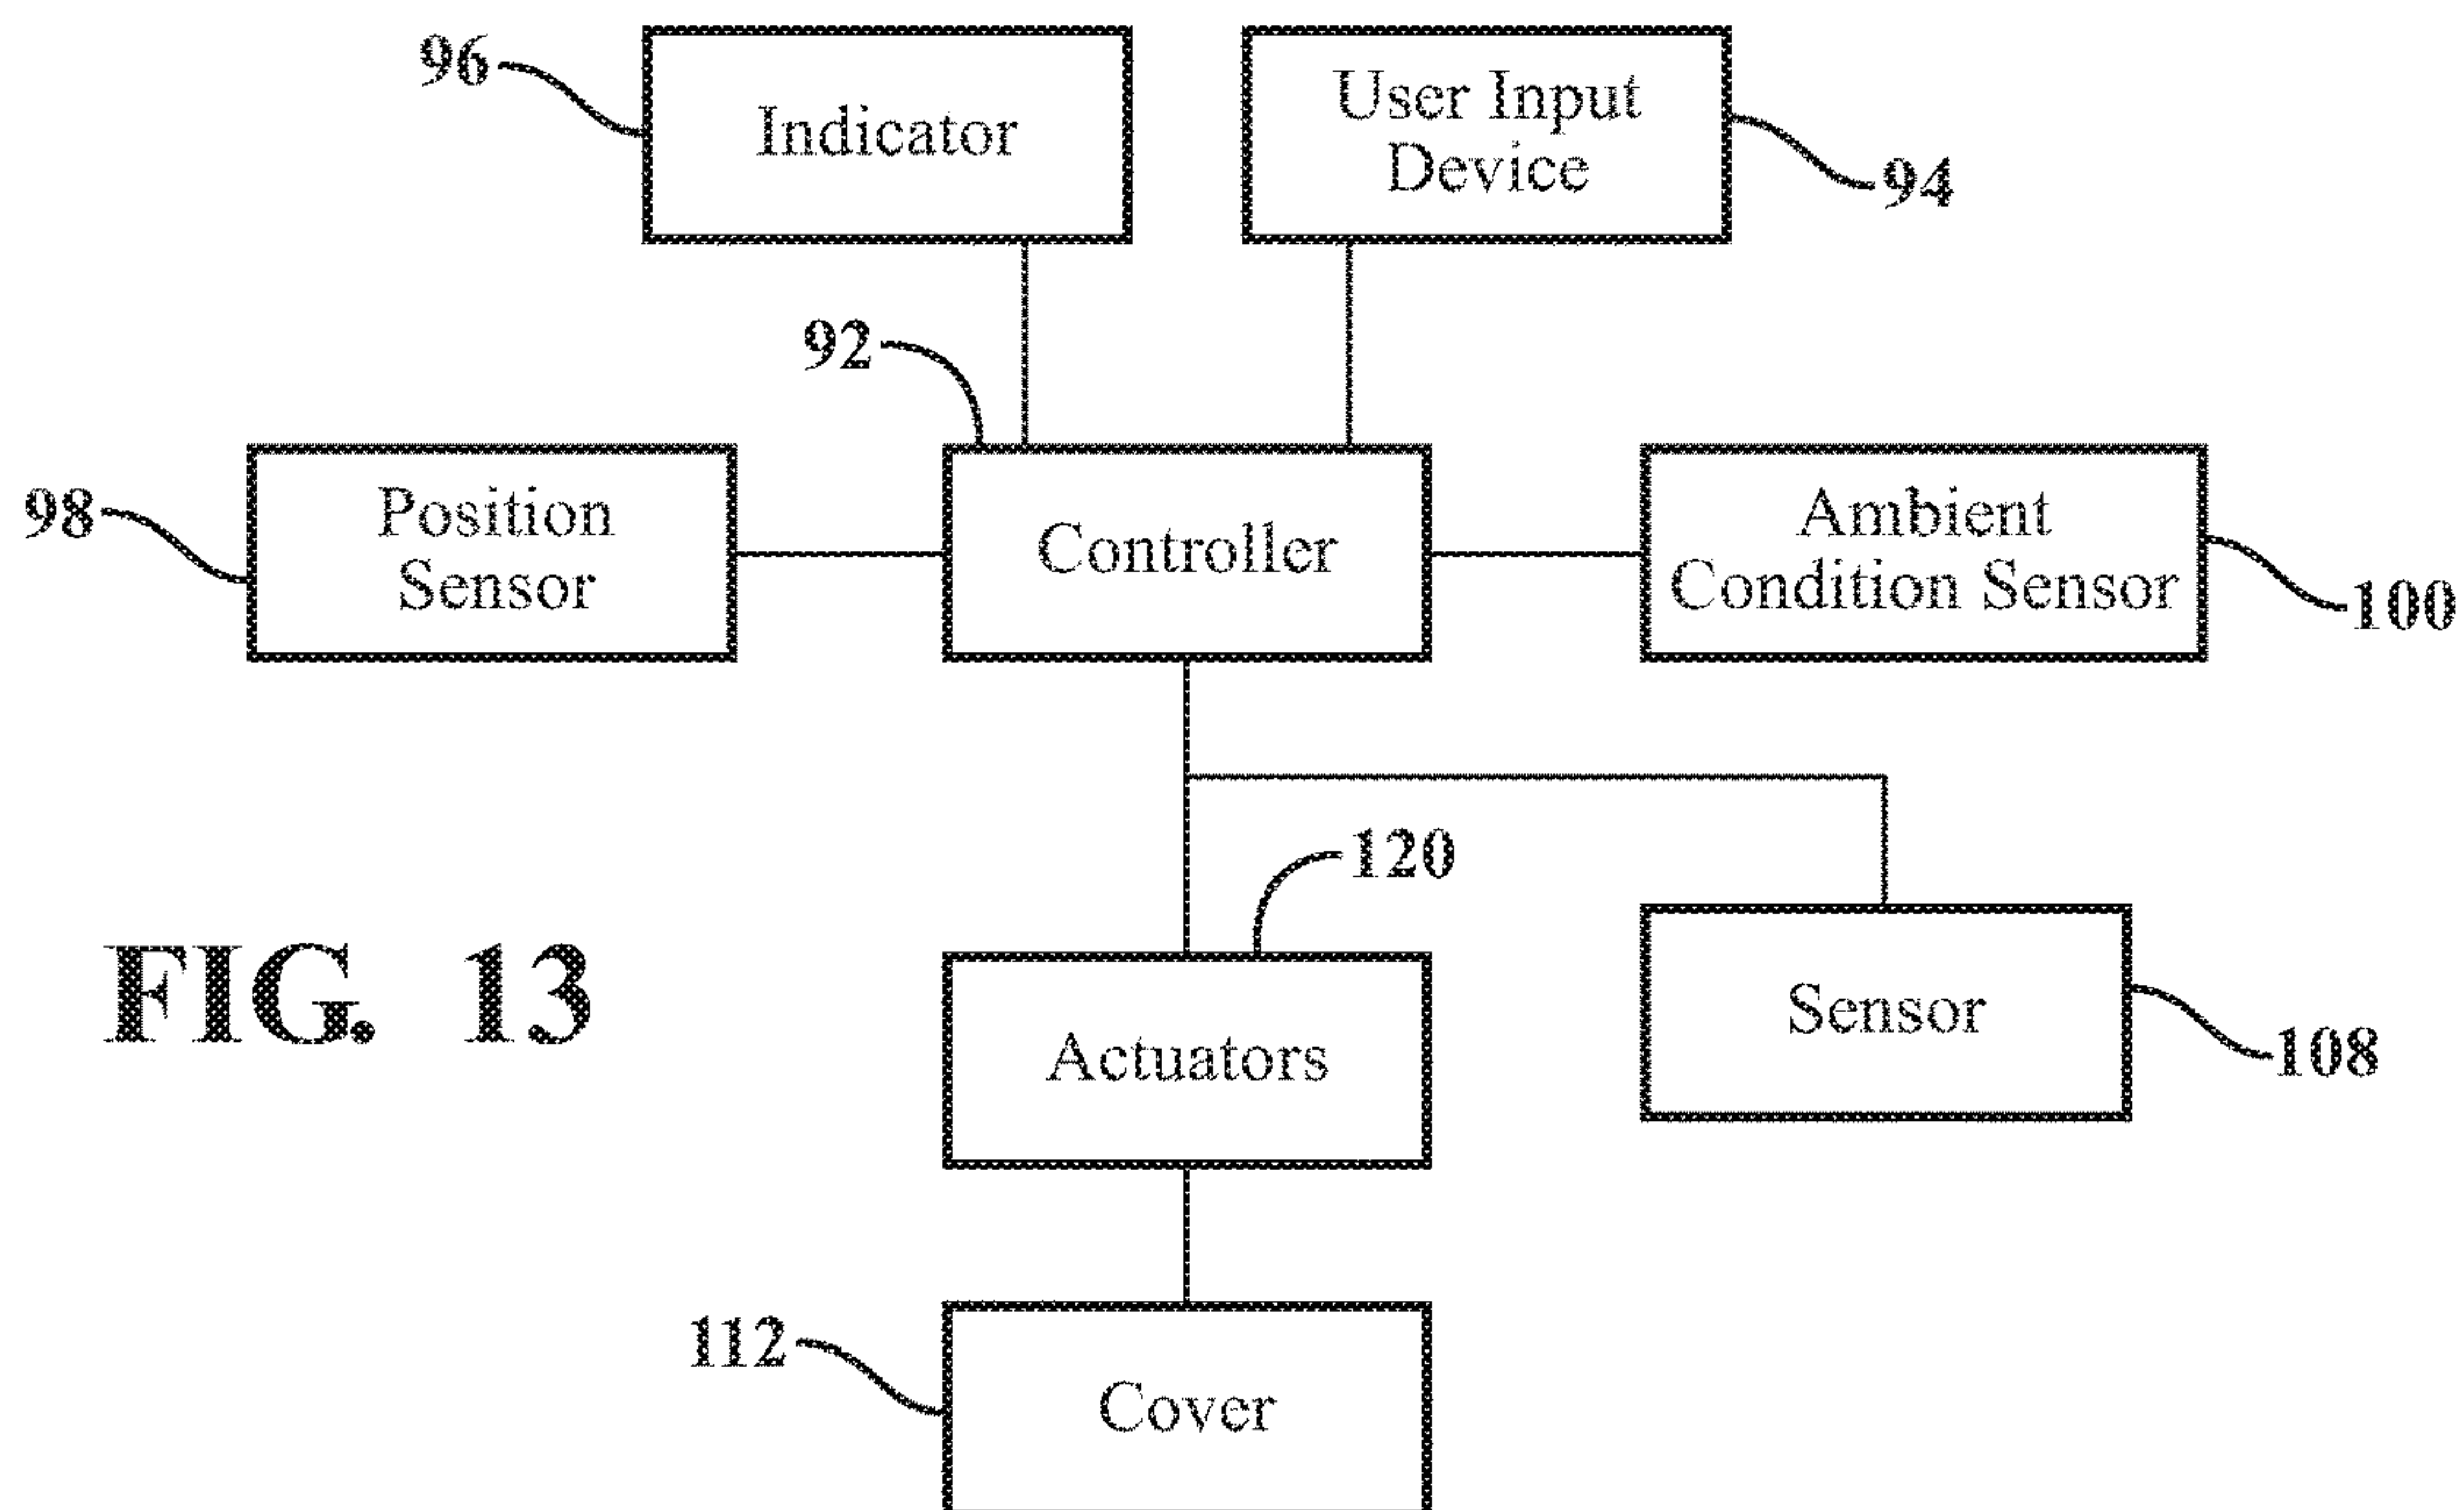 96
Indicator
User Input
Device
94
92
98
Position
Sensor
Controller
Ambient
Condition Sensor
100
120
FIG. 13
Actuators
Sensor
108
112
Cover